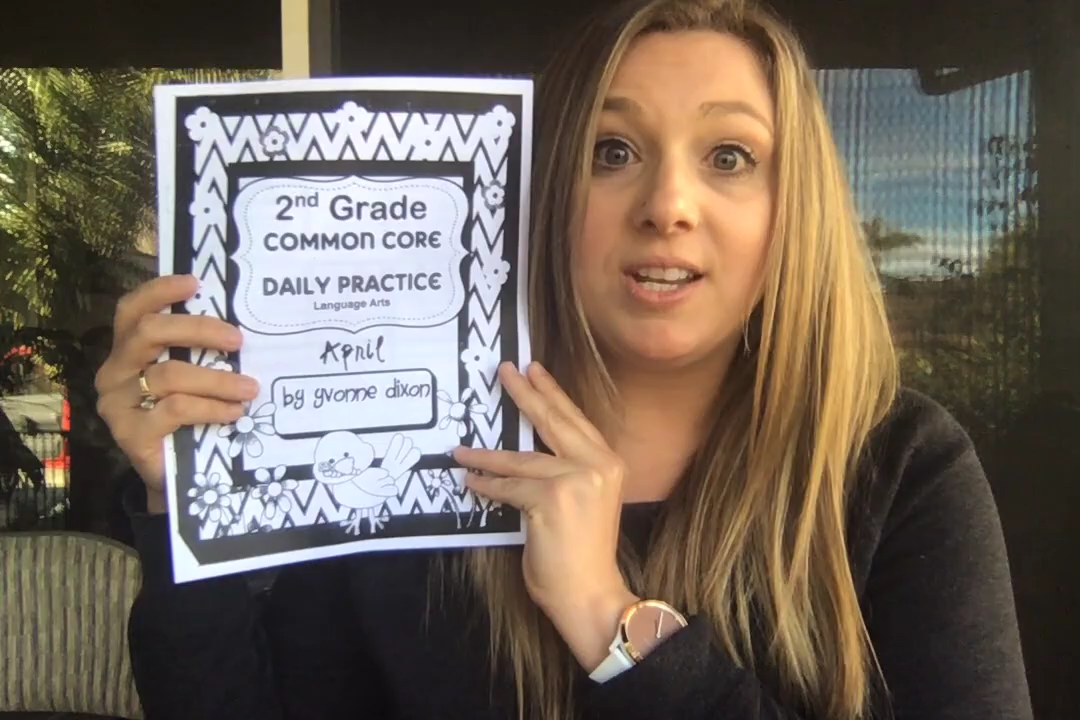 2nd Grade
COMMON CORE
DAILY PRACTICE
Language Arts
April
by yvonne dixon